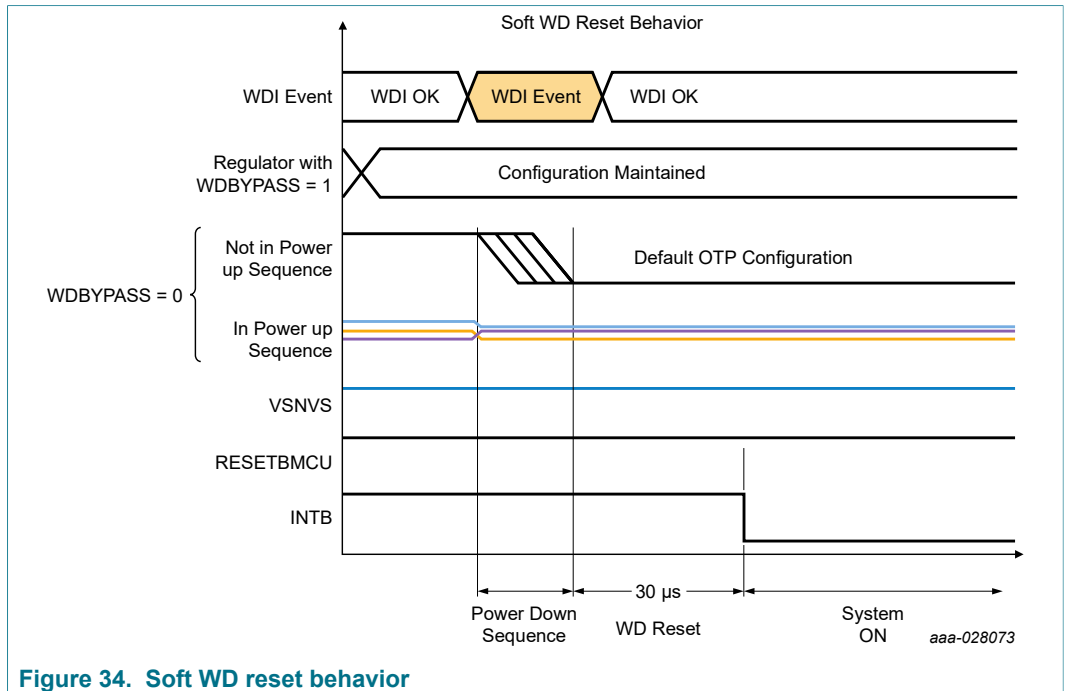 Soft WD Reset Behavior
WDI Event
WDI OK
WDI Event
WDI OK
Regulator with
WDBYPASS = 1
Configuration Maintained
WDBYPASS = 0
Not in Power
up Sequence
Default OTP Configuration
In Power up
Sequence
VSNVS
RESETBMCU
INTB
30 µs
Power Down
Sequence
WD Reset
System
ON
aaa-028073
Figure 34. Soft WD reset behavior